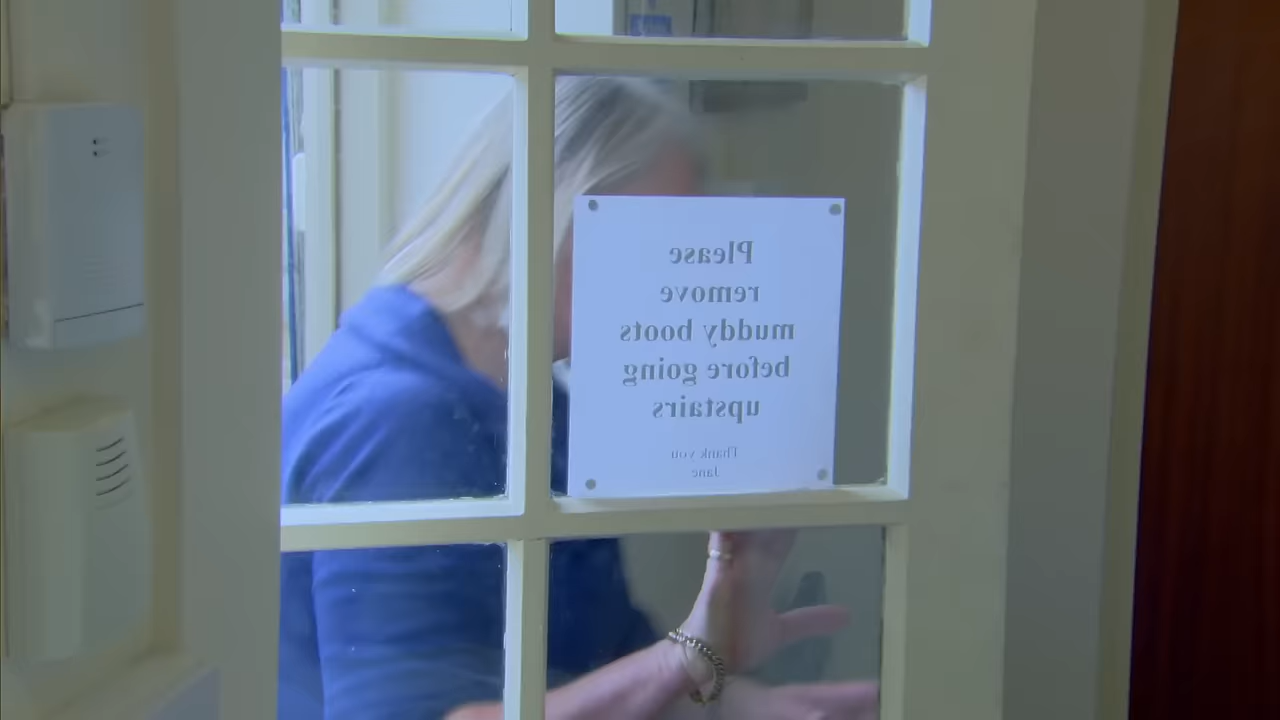 Please
remove
muddy boots
before going
upstairs
Thank you
Jane